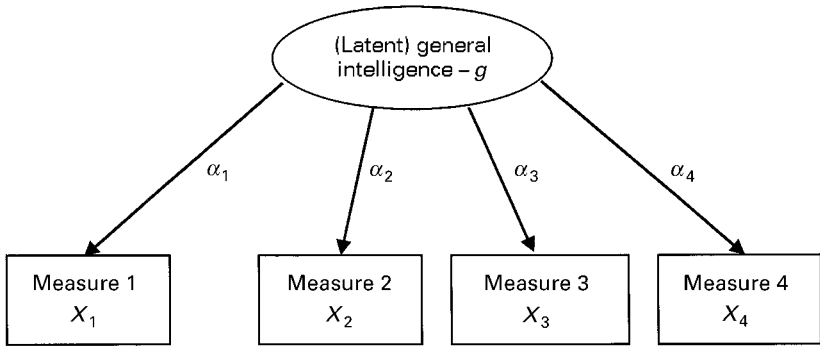 (Latent) general
intelligence – g
α1
α2
α3
α4
Measure 1
X1
Measure 2
X2
Measure 3
X3
Measure 4
X4